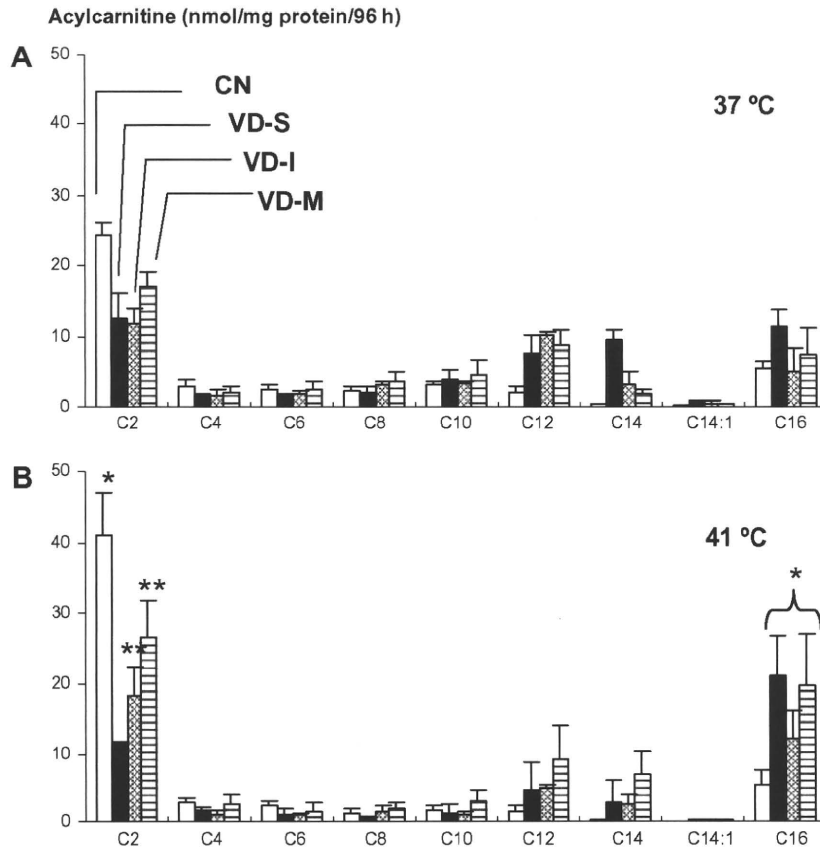 Acylcarnitine (nmol/mg protein/96 h)
A
50
40
30
20
10
0
CN
VD-S
VD-I
VD-M
37 ºC
C2 C4 C6 C8 C10 C12 C14 C14:1 C16
B
50
40
30
20
10
0
*
**
**
41 ºC
*
C2 C4 C6 C8 C10 C12 C14 C14:1 C16